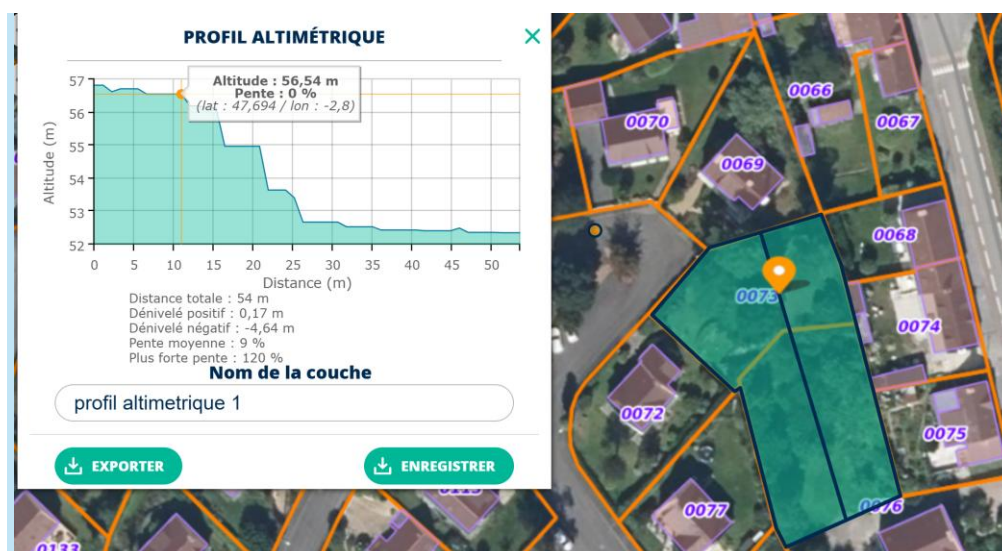 PROFIL ALTIMÉTRIQUE
Altitude : 56,54 m
Pente : 0 %
(lat : 47,694 / lon : -2,8)
Altitude (m)
57
56
55
54
53
52
0 5 10 15 20 25 30 35 40 45 50
Distance (m)
Distance totale : 54 m
Dénivelé positif : 0,17 m
Dénivelé négatif : -4,64 m
Pente moyenne : 9 %
Plus forte pente : 120 %
Nom de la couche
profil altimetrique 1
EXPORTER
ENREGISTRER
0066
0070
0067
0069
0068
0073
0074
0072
0075
0076
0077
0133